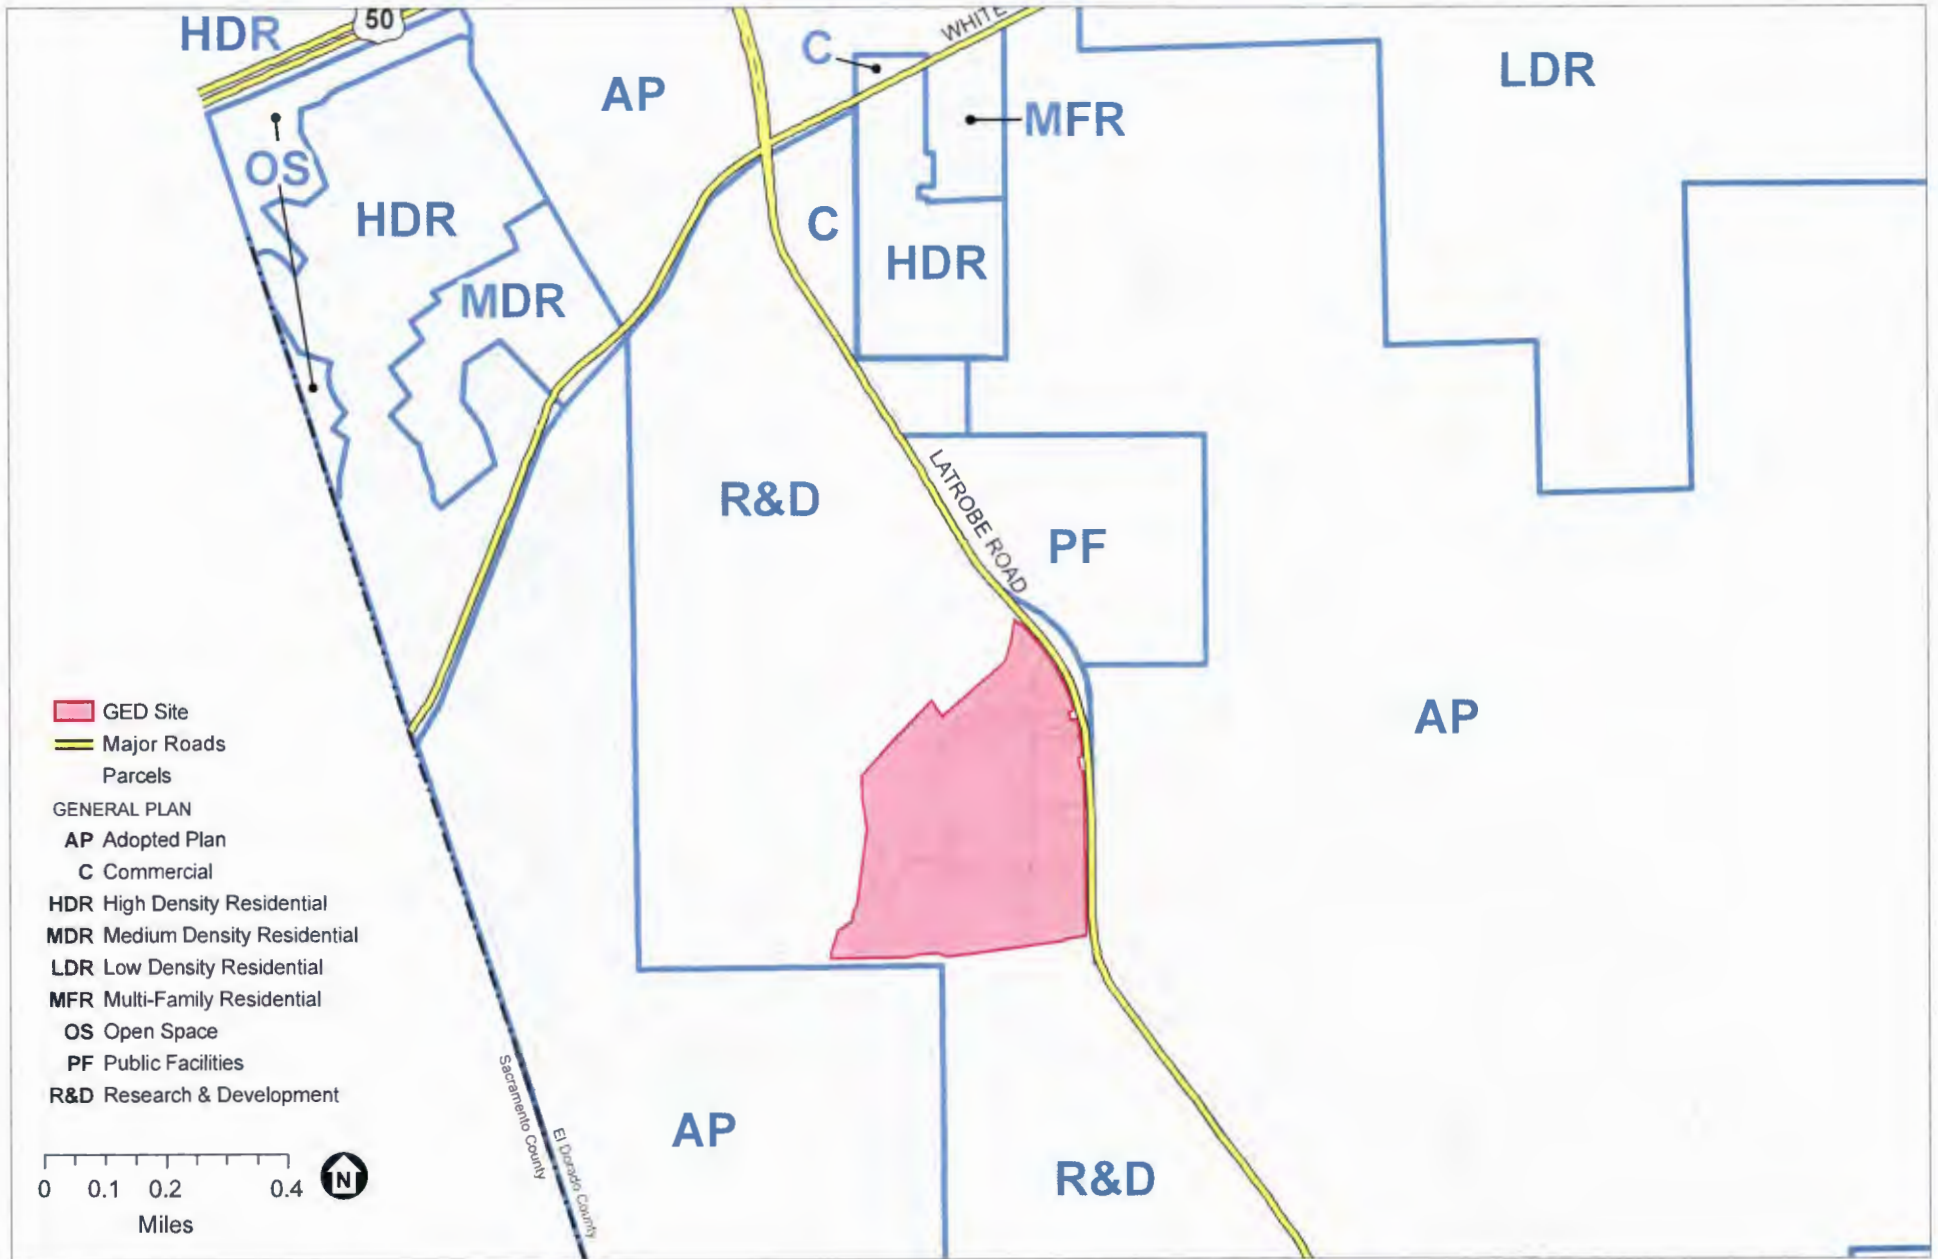 HDR
50
WHITE
C
AP
LDR
MFR
OS
HDR
C
HDR
MDR
LATROBE ROAD
R&D
PF
AP
GED Site
Major Roads
Parcels
GENERAL PLAN
AP Adopted Plan
C Commercial
HDR High Density Residential
MDR Medium Density Residential
LDR Low Density Residential
MFR Multi-Family Residential
OS Open Space
PF Public Facilities
R&D Research & Development
Sacramento County
El Dorado County
AP
R&D
0 0.1 0.2 0.4
Miles
N